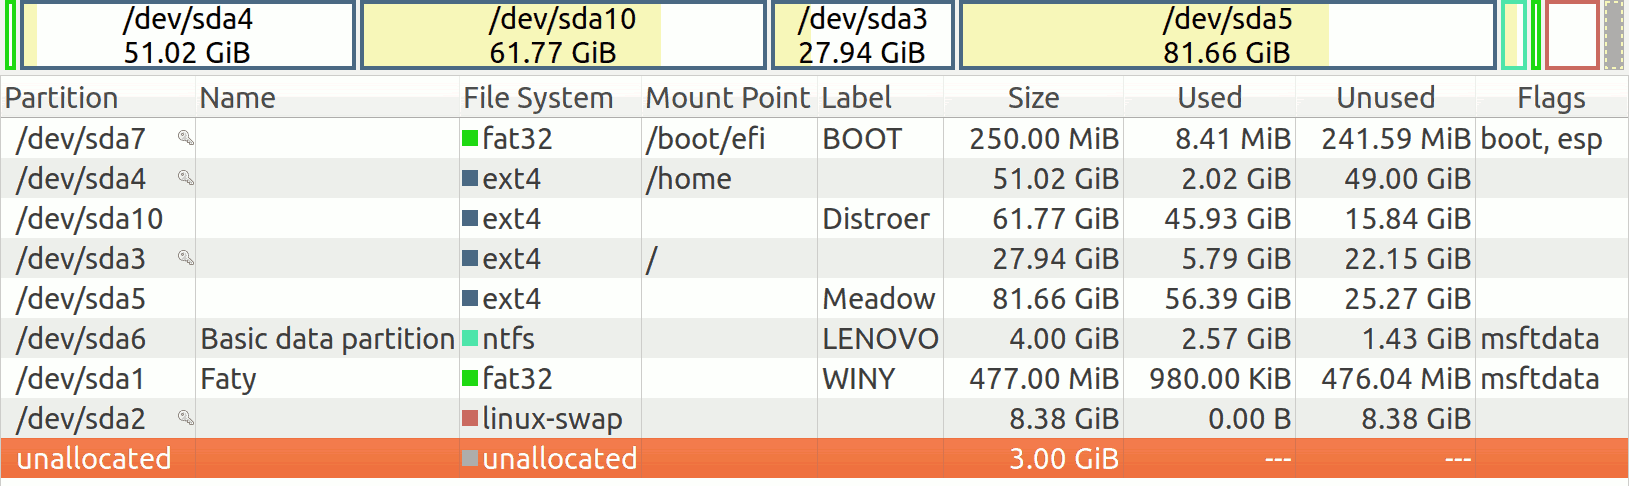 /dev/sda4 /dev/sda10 /dev/sda3 /dev/sda5
51.02 GiB 61.77 GiB 27.94 GiB 81.66 GiB
Partition Name File System Mount Point Label Size Used Unused Flags
/dev/sda7 fat32 /boot/efi BOOT 250.00 MiB 8.41 MiB 241.59 MiB boot, esp
/dev/sda4 ext4 /home 51.02 GiB 2.02 GiB 49.00 GiB
/dev/sda10 ext4 Distroer 61.77 GiB 45.93 GiB 15.84 GiB
/dev/sda3 ext4 / 27.94 GiB 5.79 GiB 22.15 GiB
/dev/sda5 ext4 Meadow 81.66 GiB 56.39 GiB 25.27 GiB
/dev/sda6 Basic data partition ntfs LENOVO 4.00 GiB 2.57 GiB 1.43 GiB msftdata
/dev/sda1 Faty fat32 WINY 477.00 MiB 980.00 KiB 476.04 MiB msftdata
/dev/sda2 linux-swap 8.38 GiB 0.00 B 8.38 GiB
unallocated unallocated 3.00 GiB --- ---